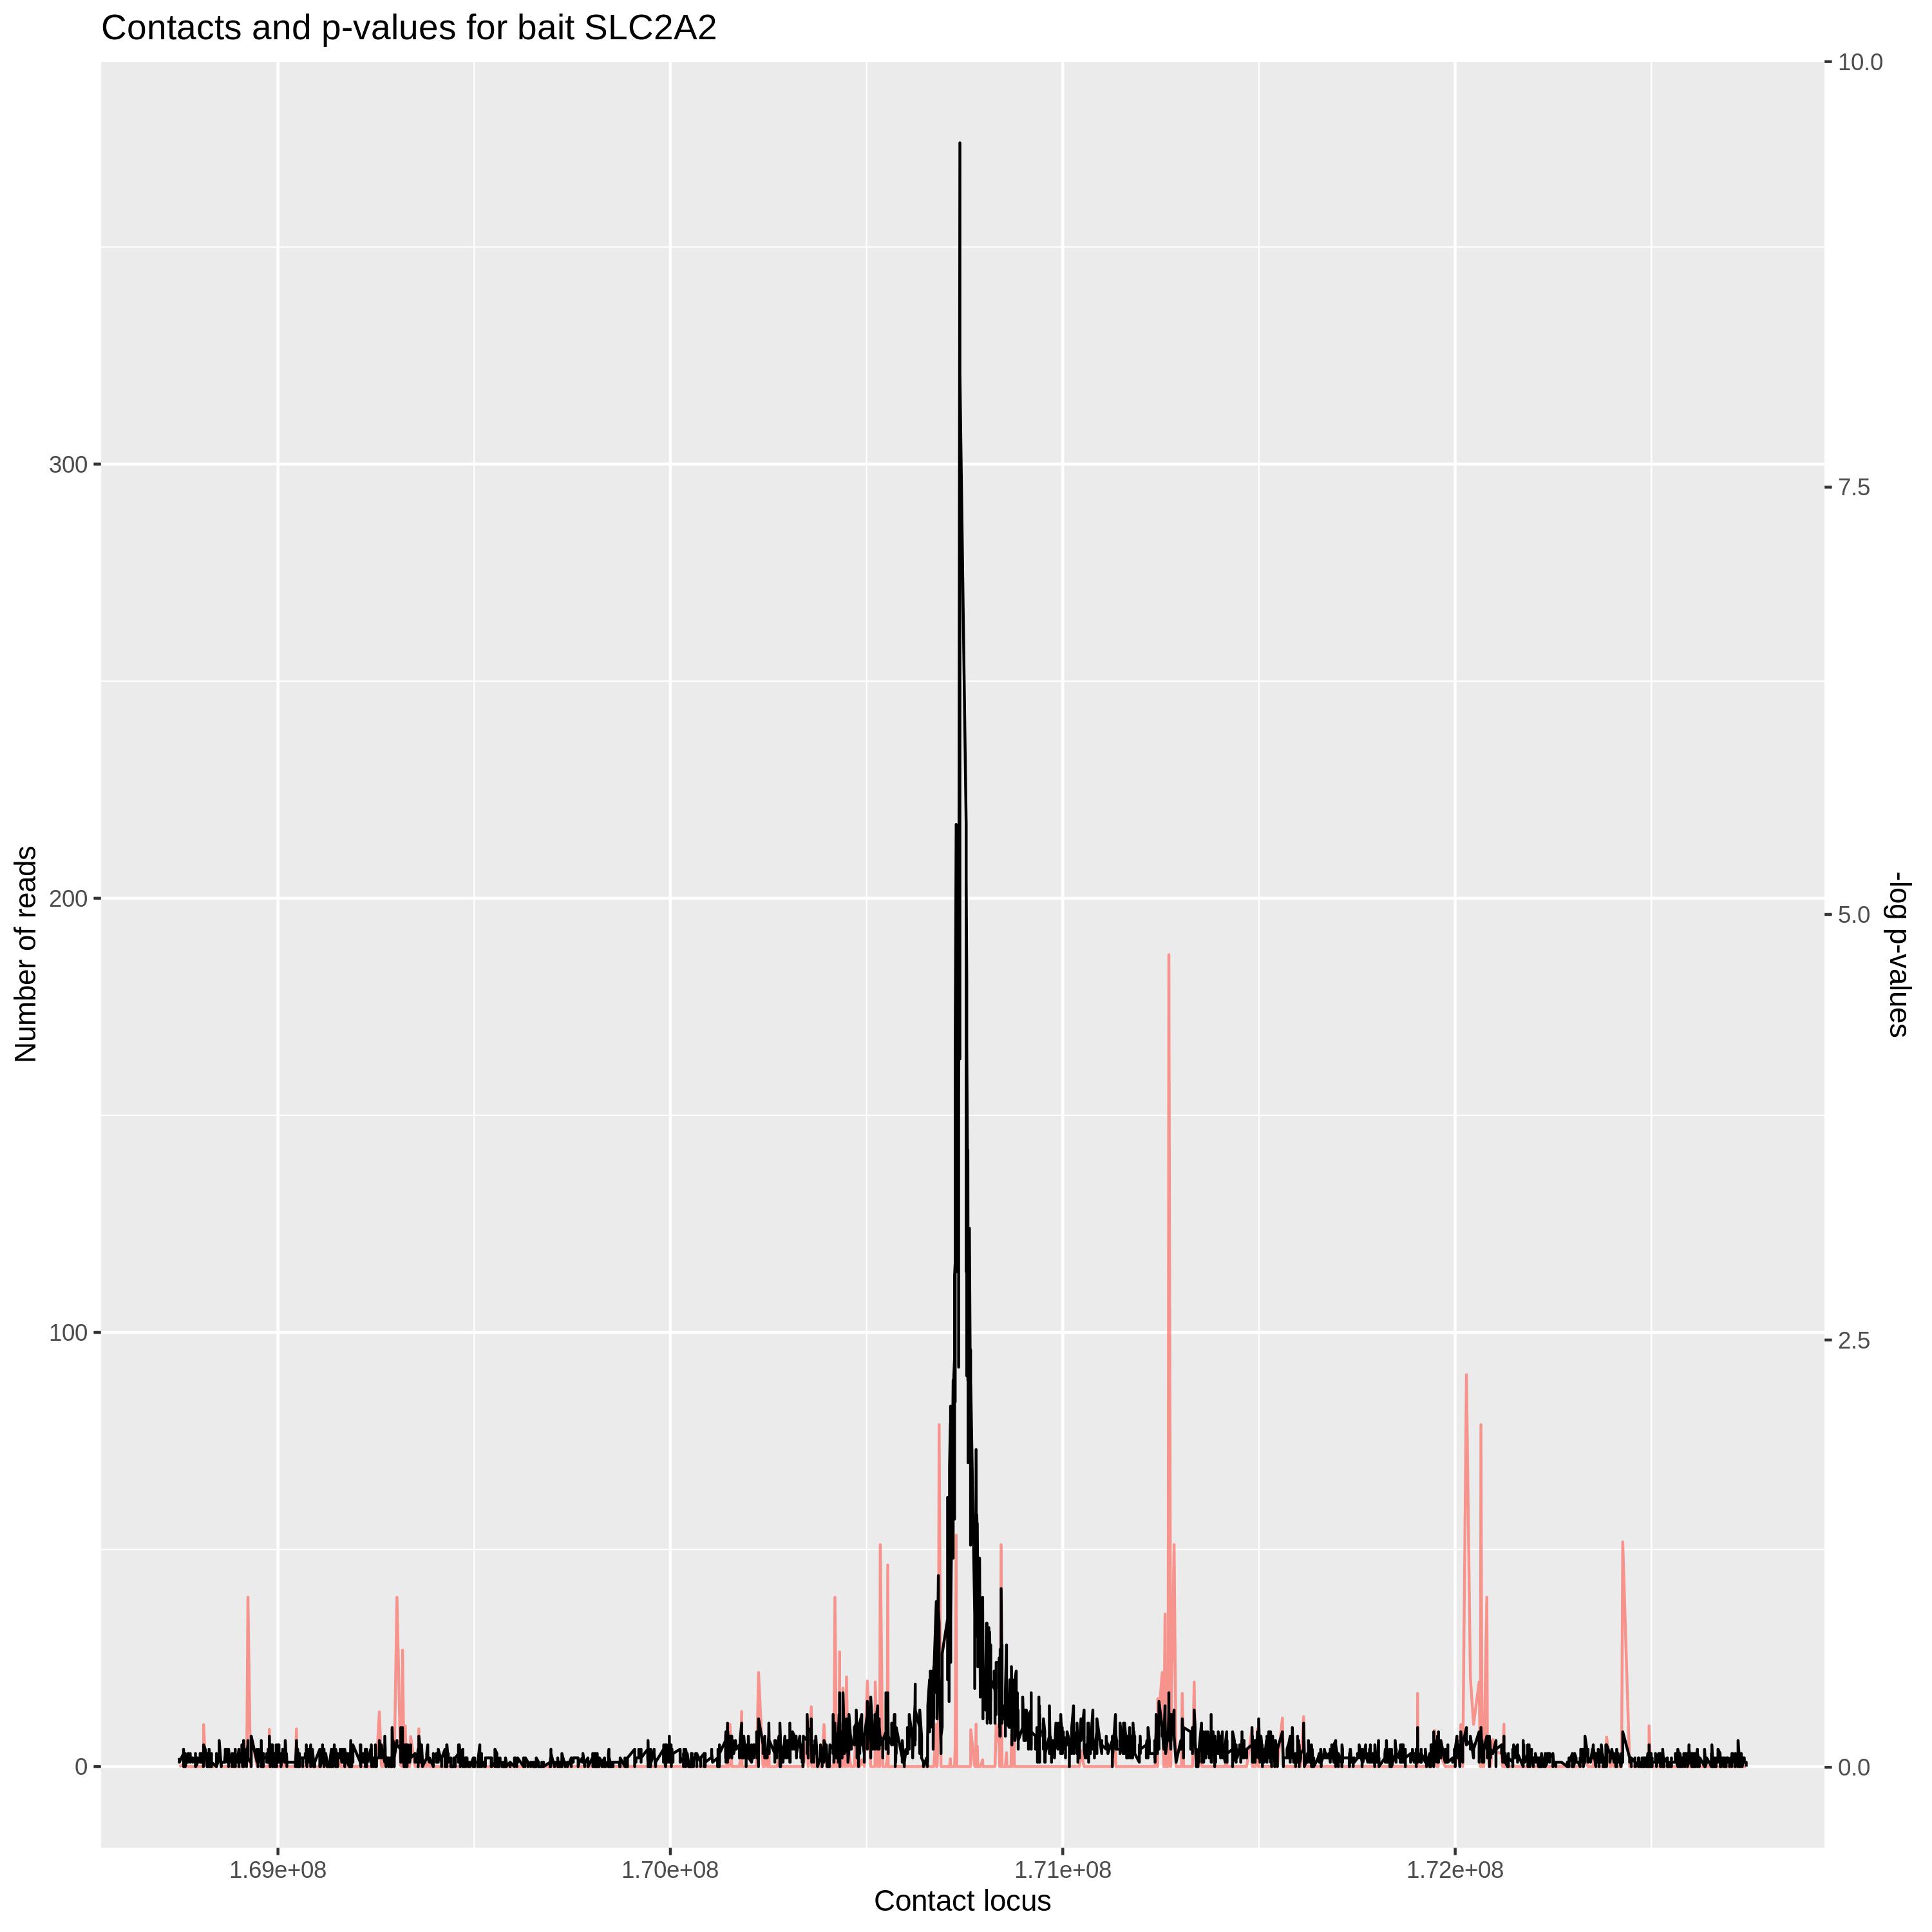 Contacts and p-values for bait SLC2A2
10.0
7.5
5.0
2.5
0.0
300
200
100
0
Number of reads
-log p-values
1.69e+08
1.70e+08
1.71e+08
1.72e+08
Contact locus